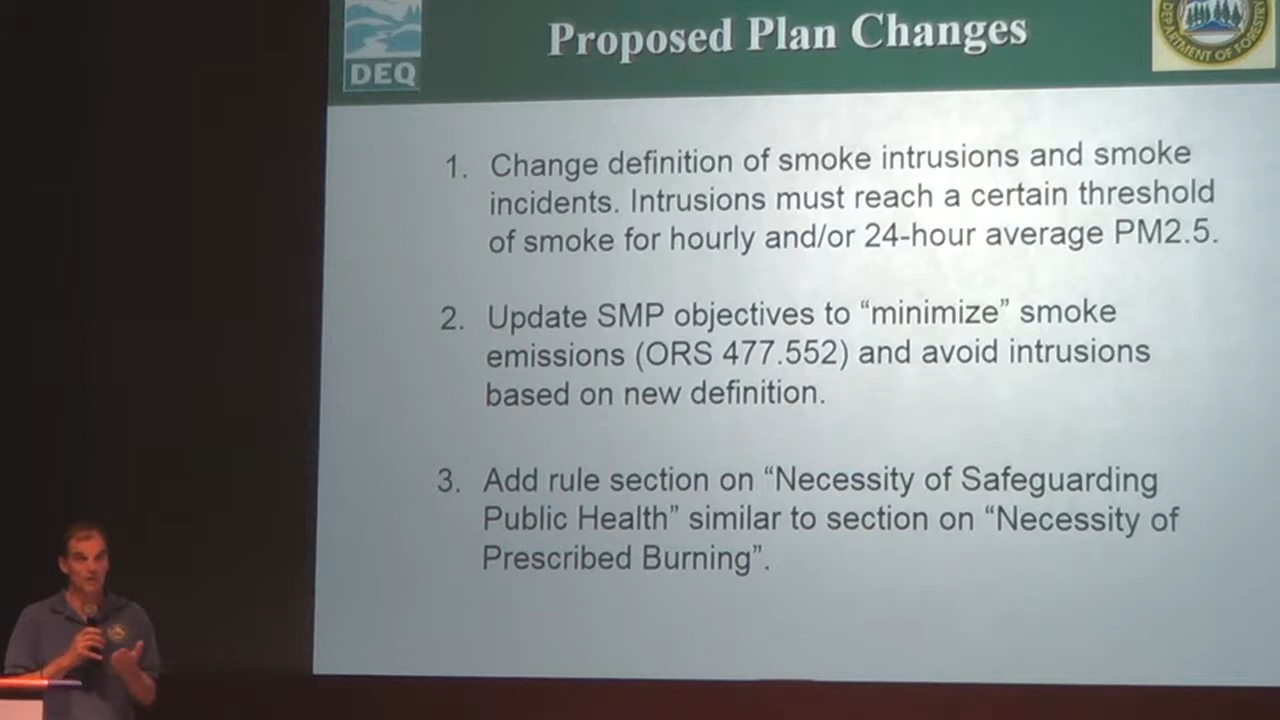 DEQ
Proposed Plan Changes
DEPARTMENT OF FORESTRY
1. Change definition of smoke intrusions and smoke
incidents. Intrusions must reach a certain threshold
of smoke for hourly and/or 24-hour average PM2.5.
2. Update SMP objectives to “minimize” smoke
emissions (ORS 477.552) and avoid intrusions
based on new definition.
3. Add rule section on “Necessity of Safeguarding
Public Health” similar to section on “Necessity of
Prescribed Burning”.